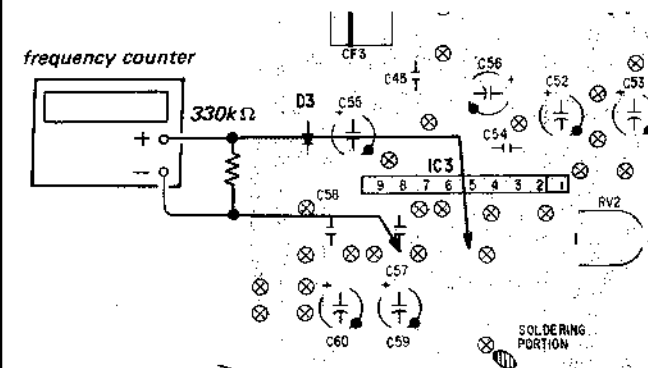 frequency counter
CF3
C56
C48
C52
C53
330kΩ
D3
C55
+
C54
IC3
−
9 8 7 6 5 4 3 2 1
C58
RV2
C57
C60
C59
SOLDERING
PORTION